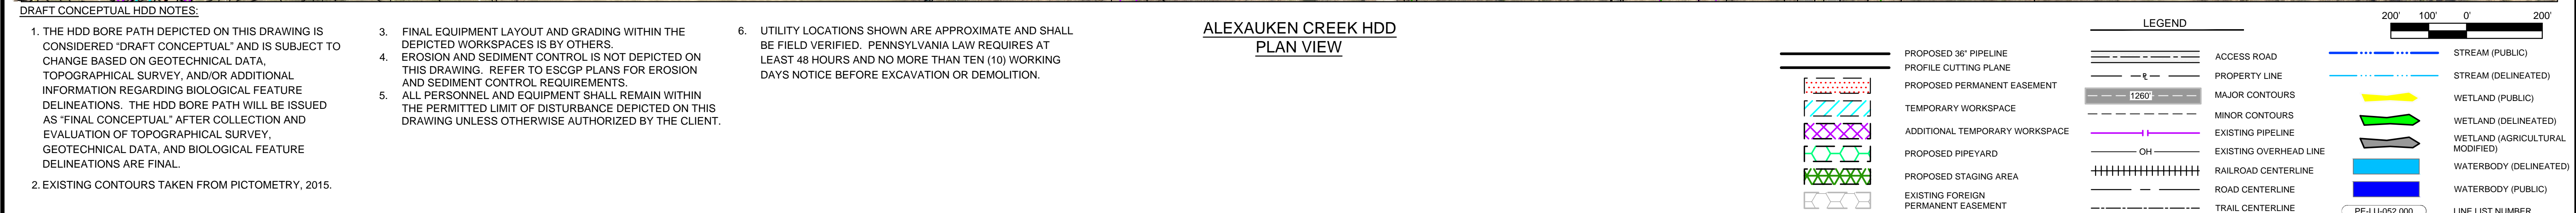 DRAFT CONCEPTUAL HDD NOTES:
1. THE HDD BORE PATH DEPICTED ON THIS DRAWING IS
CONSIDERED “DRAFT CONCEPTUAL” AND IS SUBJECT TO
CHANGE BASED ON GEOTECHNICAL DATA,
TOPOGRAPHICAL SURVEY, AND/OR ADDITIONAL
INFORMATION REGARDING BIOLOGICAL FEATURE
DELINEATIONS. THE HDD BORE PATH WILL BE ISSUED
AS “FINAL CONCEPTUAL” AFTER COLLECTION AND
EVALUATION OF TOPOGRAPHICAL SURVEY,
GEOTECHNICAL DATA, AND BIOLOGICAL FEATURE
DELINEATIONS ARE FINAL.
2. EXISTING CONTOURS TAKEN FROM PICTOMETRY, 2015.
3. FINAL EQUIPMENT LAYOUT AND GRADING WITHIN THE
DEPICTED WORKSPACES IS BY OTHERS.
4. EROSION AND SEDIMENT CONTROL IS NOT DEPICTED ON
THIS DRAWING. REFER TO ESCGP PLANS FOR EROSION
AND SEDIMENT CONTROL REQUIREMENTS.
5. ALL PERSONNEL AND EQUIPMENT SHALL REMAIN WITHIN
THE PERMITTED LIMIT OF DISTURBANCE DEPICTED ON THIS
DRAWING UNLESS OTHERWISE AUTHORIZED BY THE CLIENT.
6. UTILITY LOCATIONS SHOWN ARE APPROXIMATE AND SHALL
BE FIELD VERIFIED. PENNSYLVANIA LAW REQUIRES AT
LEAST 48 HOURS AND NO MORE THAN TEN (10) WORKING
DAYS NOTICE BEFORE EXCAVATION OR DEMOLITION.
ALEXAUKEN CREEK HDD
PLAN VIEW
LEGEND
200' 100' 0' 200'
PROPOSED 36" PIPELINE
PROFILE CUTTING PLANE
PROPOSED PERMANENT EASEMENT
TEMPORARY WORKSPACE
ADDITIONAL TEMPORARY WORKSPACE
PROPOSED PIPEYARD
PROPOSED STAGING AREA
EXISTING FOREIGN
PERMANENT EASEMENT
ACCESS ROAD
PROPERTY LINE
1260' MAJOR CONTOURS
MINOR CONTOURS
EXISTING PIPELINE
OH EXISTING OVERHEAD LINE
RAILROAD CENTERLINE
ROAD CENTERLINE
TRAIL CENTERLINE
STREAM (PUBLIC)
STREAM (DELINEATED)
WETLAND (PUBLIC)
WETLAND (DELINEATED)
WETLAND (AGRICULTURAL
MODIFIED)
WATERBODY (DELINEATED)
WATERBODY (PUBLIC)
PE-LU-052.000 LINE LIST NUMBER